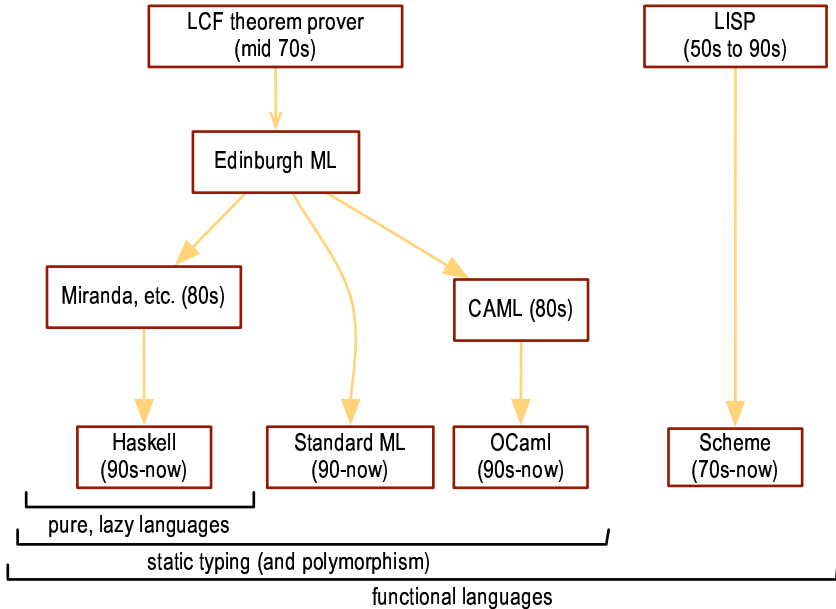 LCF theorem prover
(mid 70s)
LISP
(50s to 90s)
Edinburgh ML
Miranda, etc. (80s)
CAML (80s)
Haskell
(90s-now)
Standard ML
(90-now)
OCaml
(90s-now)
Scheme
(70s-now)
pure, lazy languages
static typing (and polymorphism)
functional languages